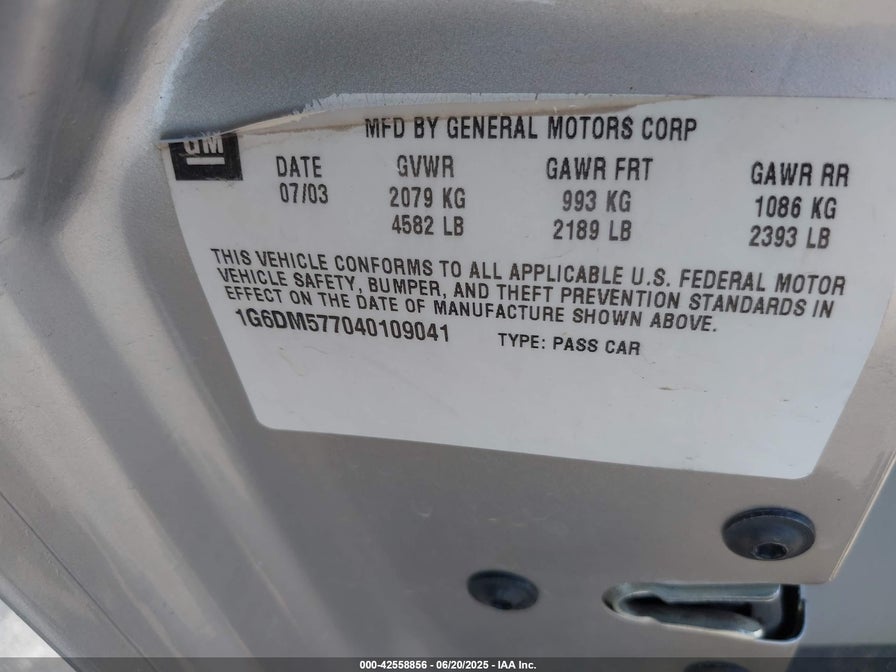 GM
MFD BY GENERAL MOTORS CORP
DATE GVWR GAWR FRT GAWR RR
07/03 2079 KG 993 KG 1086 KG
4582 LB 2189 LB 2393 LB
THIS VEHICLE CONFORMS TO ALL APPLICABLE U.S. FEDERAL MOTOR
VEHICLE SAFETY, BUMPER, AND THEFT PREVENTION STANDARDS IN
EFFECT ON THE DATE OF MANUFACTURE SHOWN ABOVE.
1G6DM577040109041 TYPE: PASS CAR
000-42558856 - 06/20/2025 - IAA Inc.